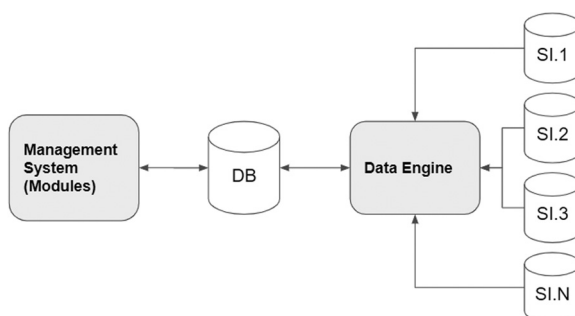 Management
System
(Modules)
DB
Data Engine
SI.1
SI.2
SI.3
SI.N